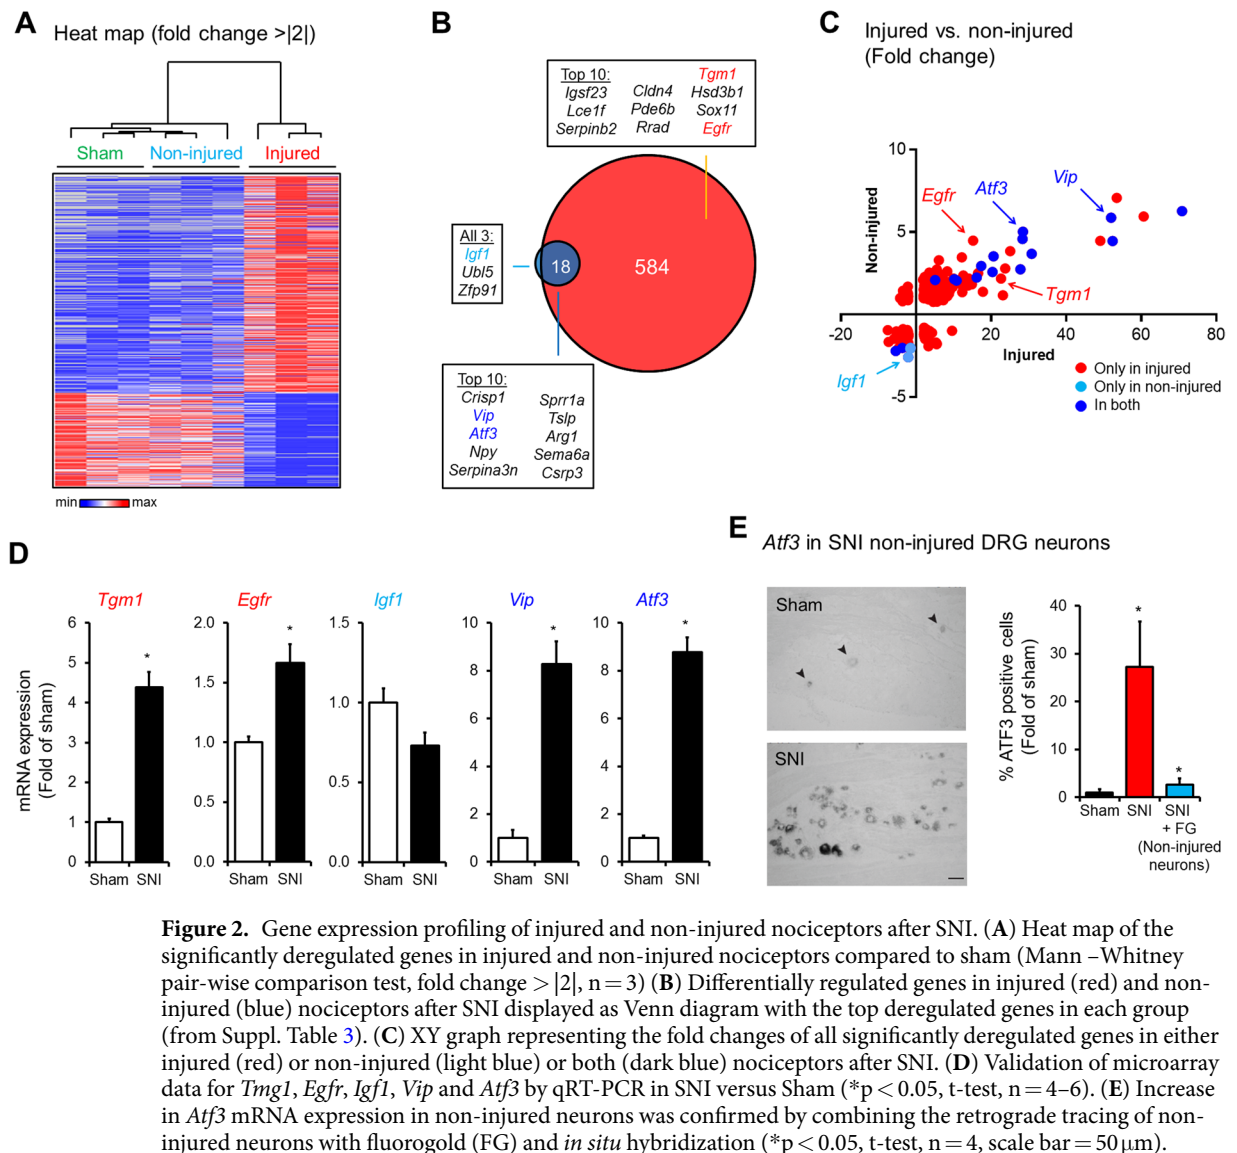 A
Heat map (fold change >|2|)
Sham
Non-injured
Injured
min
max
B
Top 10:
Igsf23
Lce1f
Serpinb2
Cldn4
Pde6b
Rrad
Tgm1
Hsd3b1
Sox11
Egfr
All 3:
Igf1
Ubl5
Zfp91
18
584
Top 10:
Crisp1
Vip
Atf3
Npy
Serpina3n
Sprr1a
Tslp
Arg1
Sema6a
Csrp3
C
Injured vs. non-injured
(Fold change)
Non-injured
10
5
-5
-20
20
40
60
80
Injured
Egfr
Atf3
Vip
Tgm1
Igf1
Only in injured
Only in non-injured
In both
D
mRNA expression
(Fold of sham)
Tgm1
6
5
4
3
2
1
0
*
Sham SNI
Egfr
2.0
1.5
1.0
0.5
0.0
*
Sham SNI
Igf1
1.5
1.0
0.5
0.0
Sham SNI
Vip
10
8
6
4
2
0
*
Sham SNI
Atf3
10
8
6
4
2
0
*
Sham SNI
E
Atf3 in SNI non-injured DRG neurons
Sham
SNI
% ATF3 positive cells
(Fold of sham)
40
30
20
10
0
*
*
Sham SNI SNI
+ FG
(Non-injured
neurons)
Figure 2. Gene expression profiling of injured and non-injured nociceptors after SNI. (A) Heat map of the
significantly deregulated genes in injured and non-injured nociceptors compared to sham (Mann –Whitney
pair-wise comparison test, fold change > |2|, n = 3) (B) Differentially regulated genes in injured (red) and non-
injured (blue) nociceptors after SNI displayed as Venn diagram with the top deregulated genes in each group
(from Suppl. Table 3). (C) XY graph representing the fold changes of all significantly deregulated genes in either
injured (red) or non-injured (light blue) or both (dark blue) nociceptors after SNI. (D) Validation of microarray
data for Tmg1, Egfr, Igf1, Vip and Atf3 by qRT-PCR in SNI versus Sham (*p < 0.05, t-test, n = 4–6). (E) Increase
in Atf3 mRNA expression in non-injured neurons was confirmed by combining the retrograde tracing of non-
injured neurons with fluorogold (FG) and in situ hybridization (*p < 0.05, t-test, n = 4, scale bar = 50 μm).